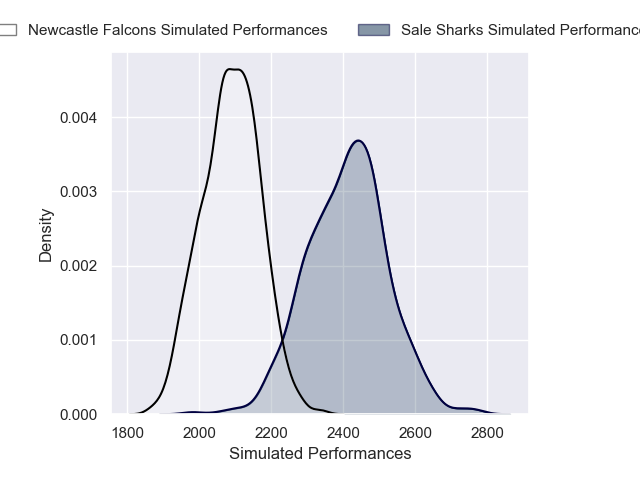 Newcastle Falcons Simulated Performances
Sale Sharks Simulated Performanc
0.004
0.003
0.002
0.001
0.000
Density
1800 2000 2200 2400 2600 2800
Simulated Performances